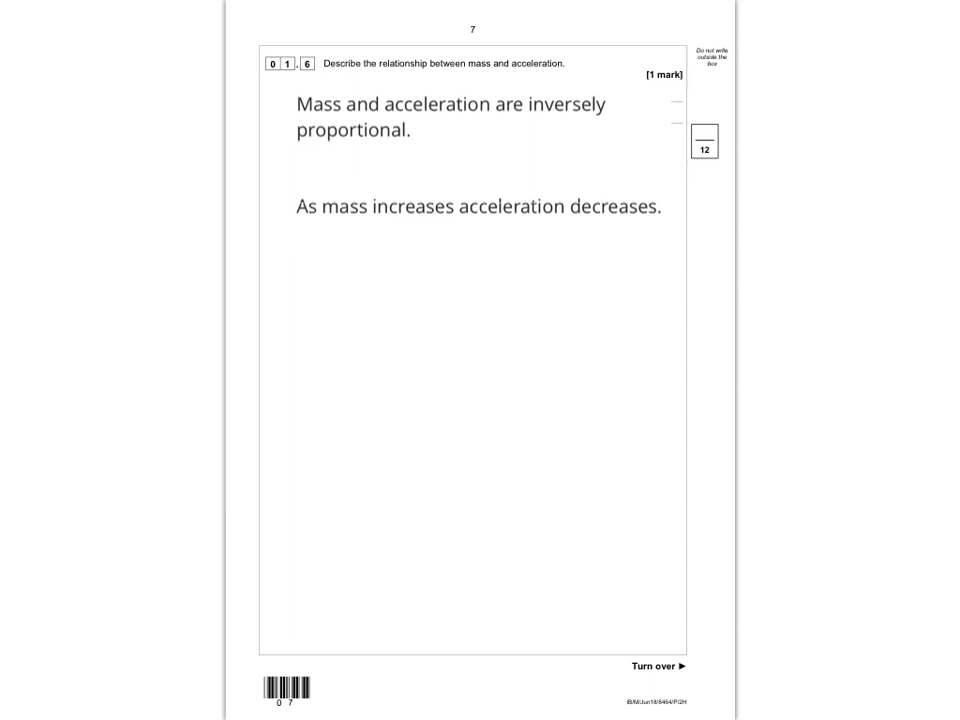 7
0 1 . 6 Describe the relationship between mass and acceleration.
[1 mark]
Do not write
outside the
box
Mass and acceleration are inversely
proportional.
12
As mass increases acceleration decreases.
Turn over ►
0 7
IB/M/Jun18/8464/P/2H